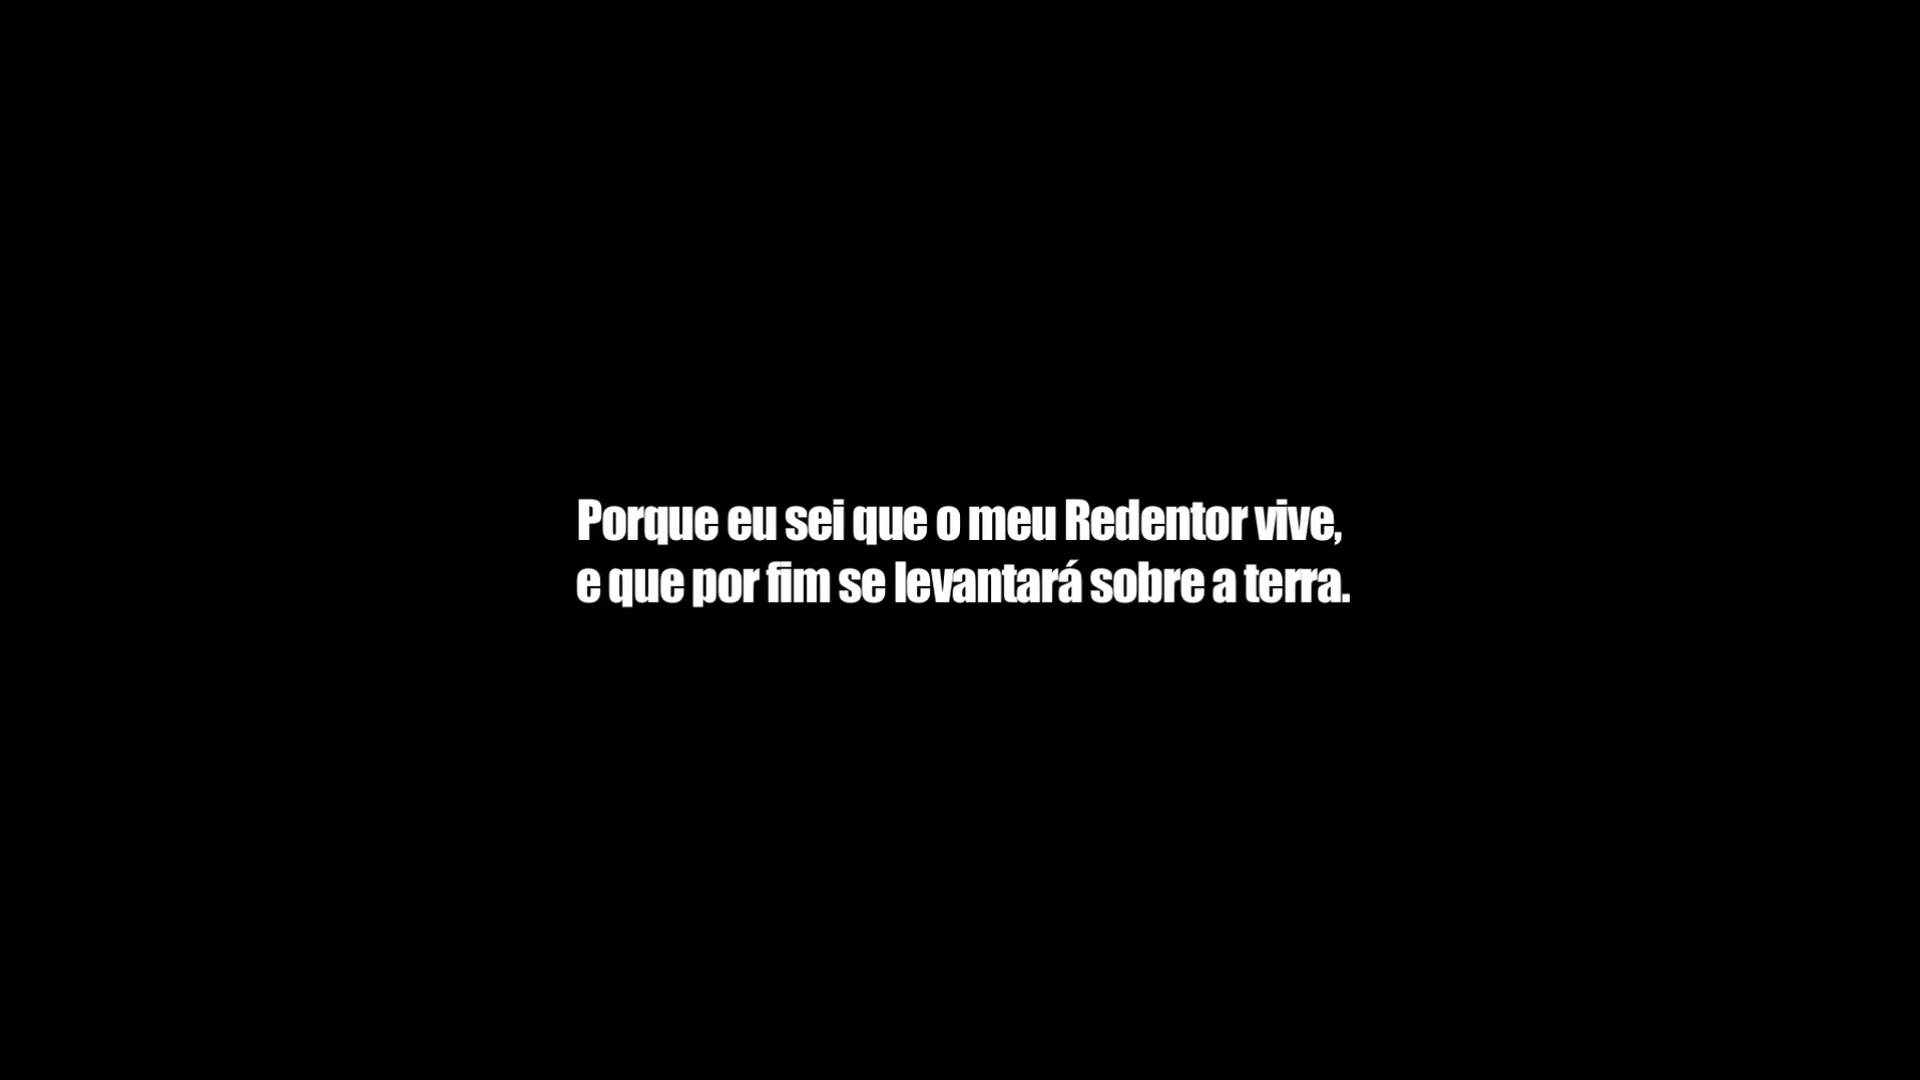 Porque eu sei que o meu Redentor vive,
e que por fim se levantará sobre a terra.